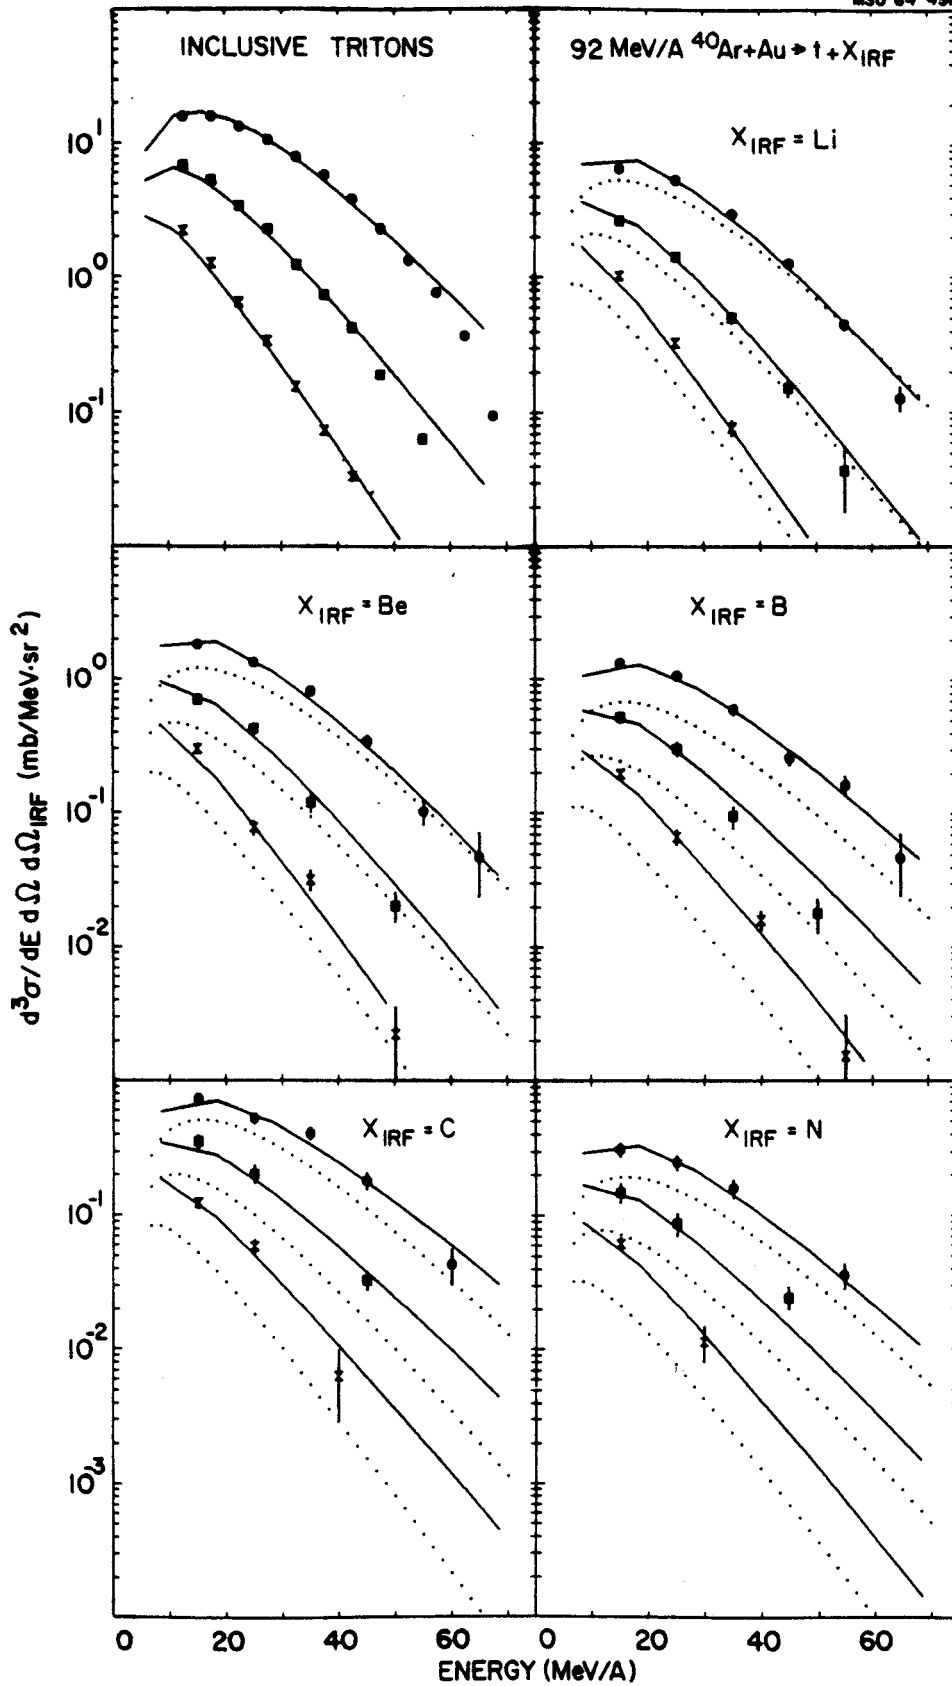 INCLUSIVE TRITONS
92 MeV/A ⁴⁰Ar+Au → t + X_IRF
X_IRF = Li
10¹
10⁰
10⁻¹
X_IRF = Be
X_IRF = B
10⁰
10⁻¹
10⁻²
d³σ/dE dΩ dΩ_IRF (mb/MeV·sr²)
X_IRF = C
X_IRF = N
10⁻¹
10⁻²
10⁻³
0 20 40 60 0 20 40 60
ENERGY (MeV/A)